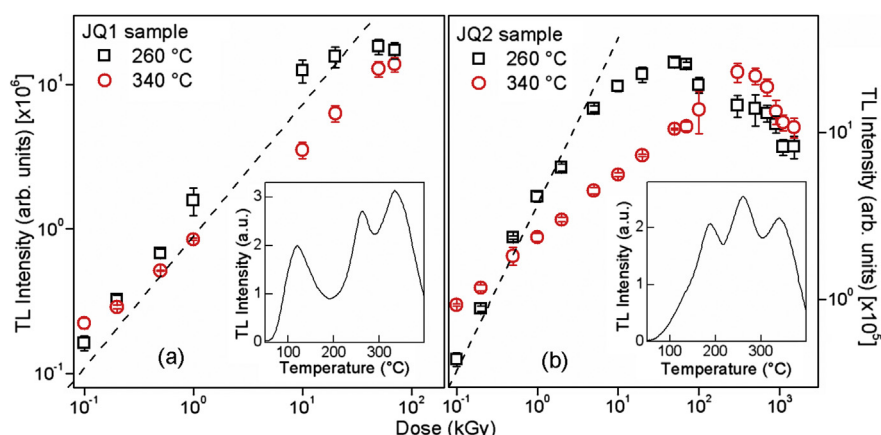 JQ1 sample
260 °C
340 °C
TL Intensity (arb. units) [x10⁶]
10¹
10⁰
10⁻¹
(a)
TL Intensity (a.u.)
3
2
1
0
100 200 300
Temperature (°C)
10⁻¹ 10⁰ 10¹ 10²
JQ2 sample
260 °C
340 °C
TL Intensity (arb. units) [x10⁵]
10¹
10⁰
(b)
TL Intensity (a.u.)
2
1
0
100 200 300
Temperature (°C)
10⁻¹ 10⁰ 10¹ 10² 10³
Dose (kGy)